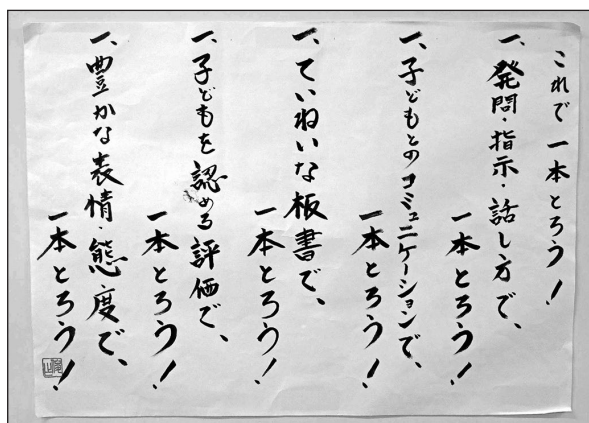 これで一本とろう！
一、発問・指示・話し方で、
一本とろう！
一、子どもとのコミュニケーションで、
一本とろう！
一、ていねいな板書で、
一本とろう！
一、子どもを認める評価で、
一本とろう！
一、豊かな表情・態度で、
一本とろう！